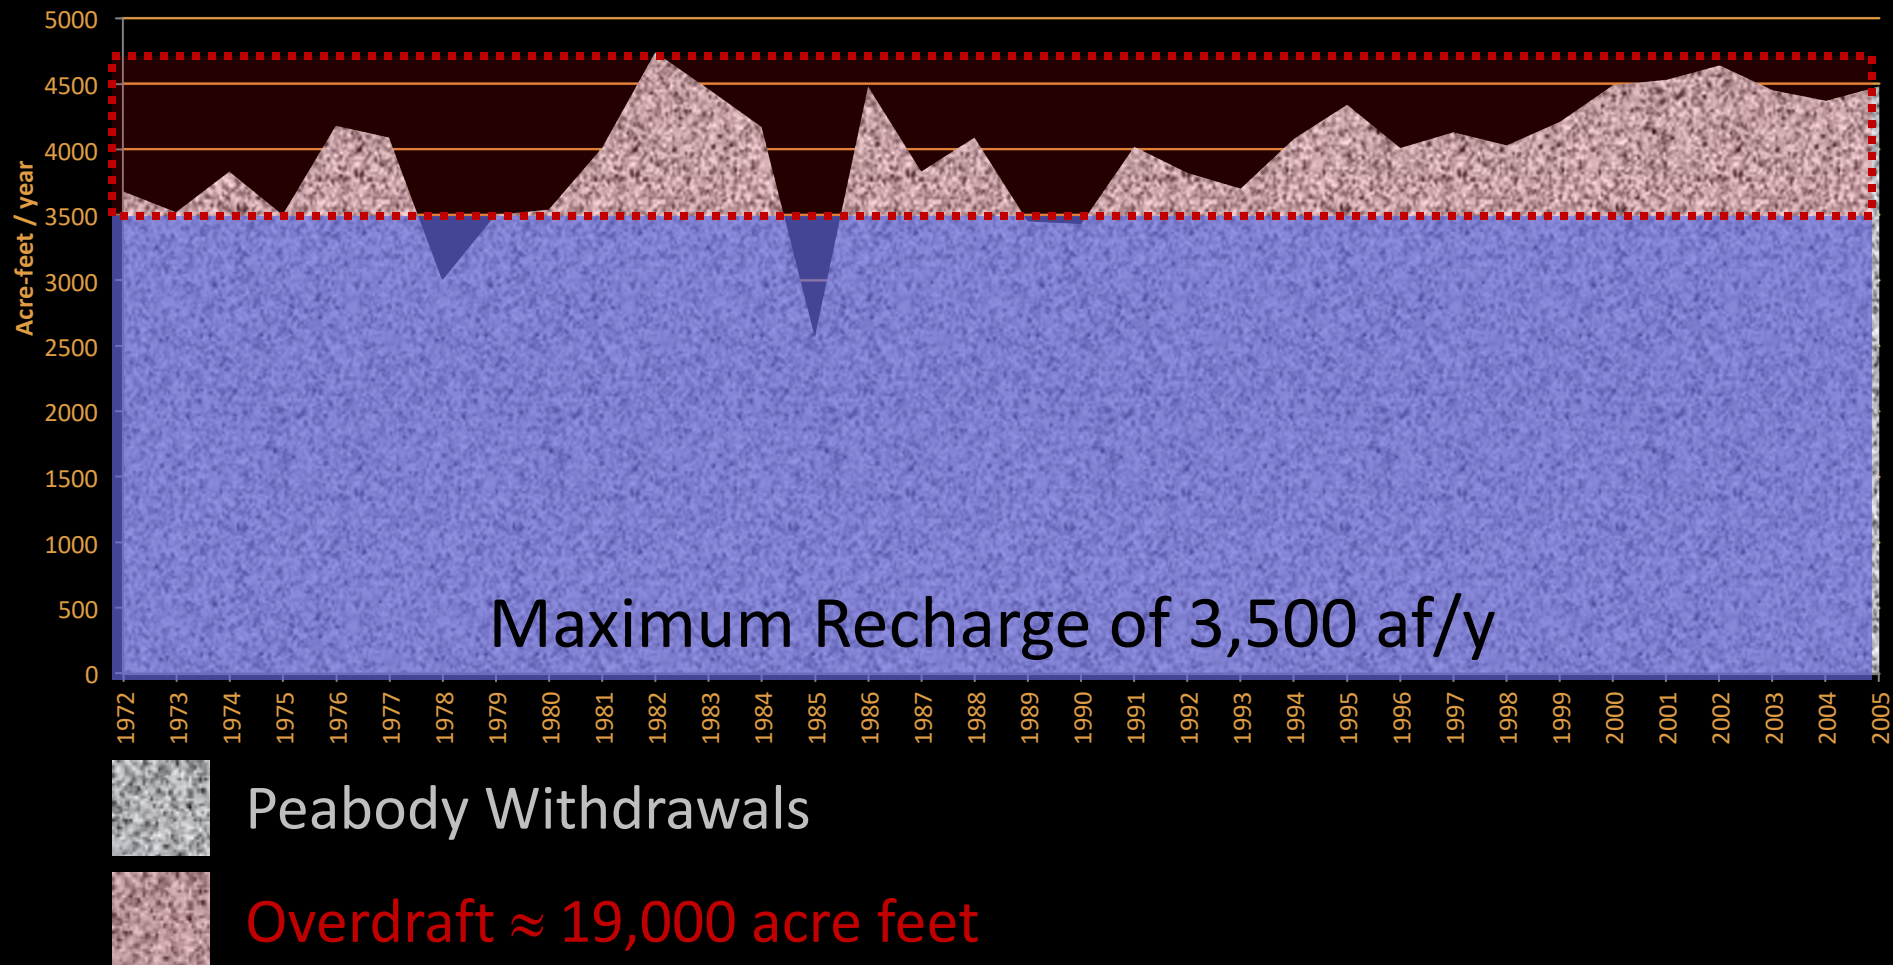 5000
4500
4000
3500
3000
2500
2000
1500
1000
500
0
Acre-feet / year
Maximum Recharge of 3,500 af/y
1972 1973 1974 1975 1976 1977 1978 1979 1980 1981 1982 1983 1984 1985 1986 1987 1988 1989 1990 1991 1992 1993 1994 1995 1996 1997 1998 1999 2000 2001 2002 2003 2004 2005
Peabody Withdrawals
Overdraft ≈ 19,000 acre feet